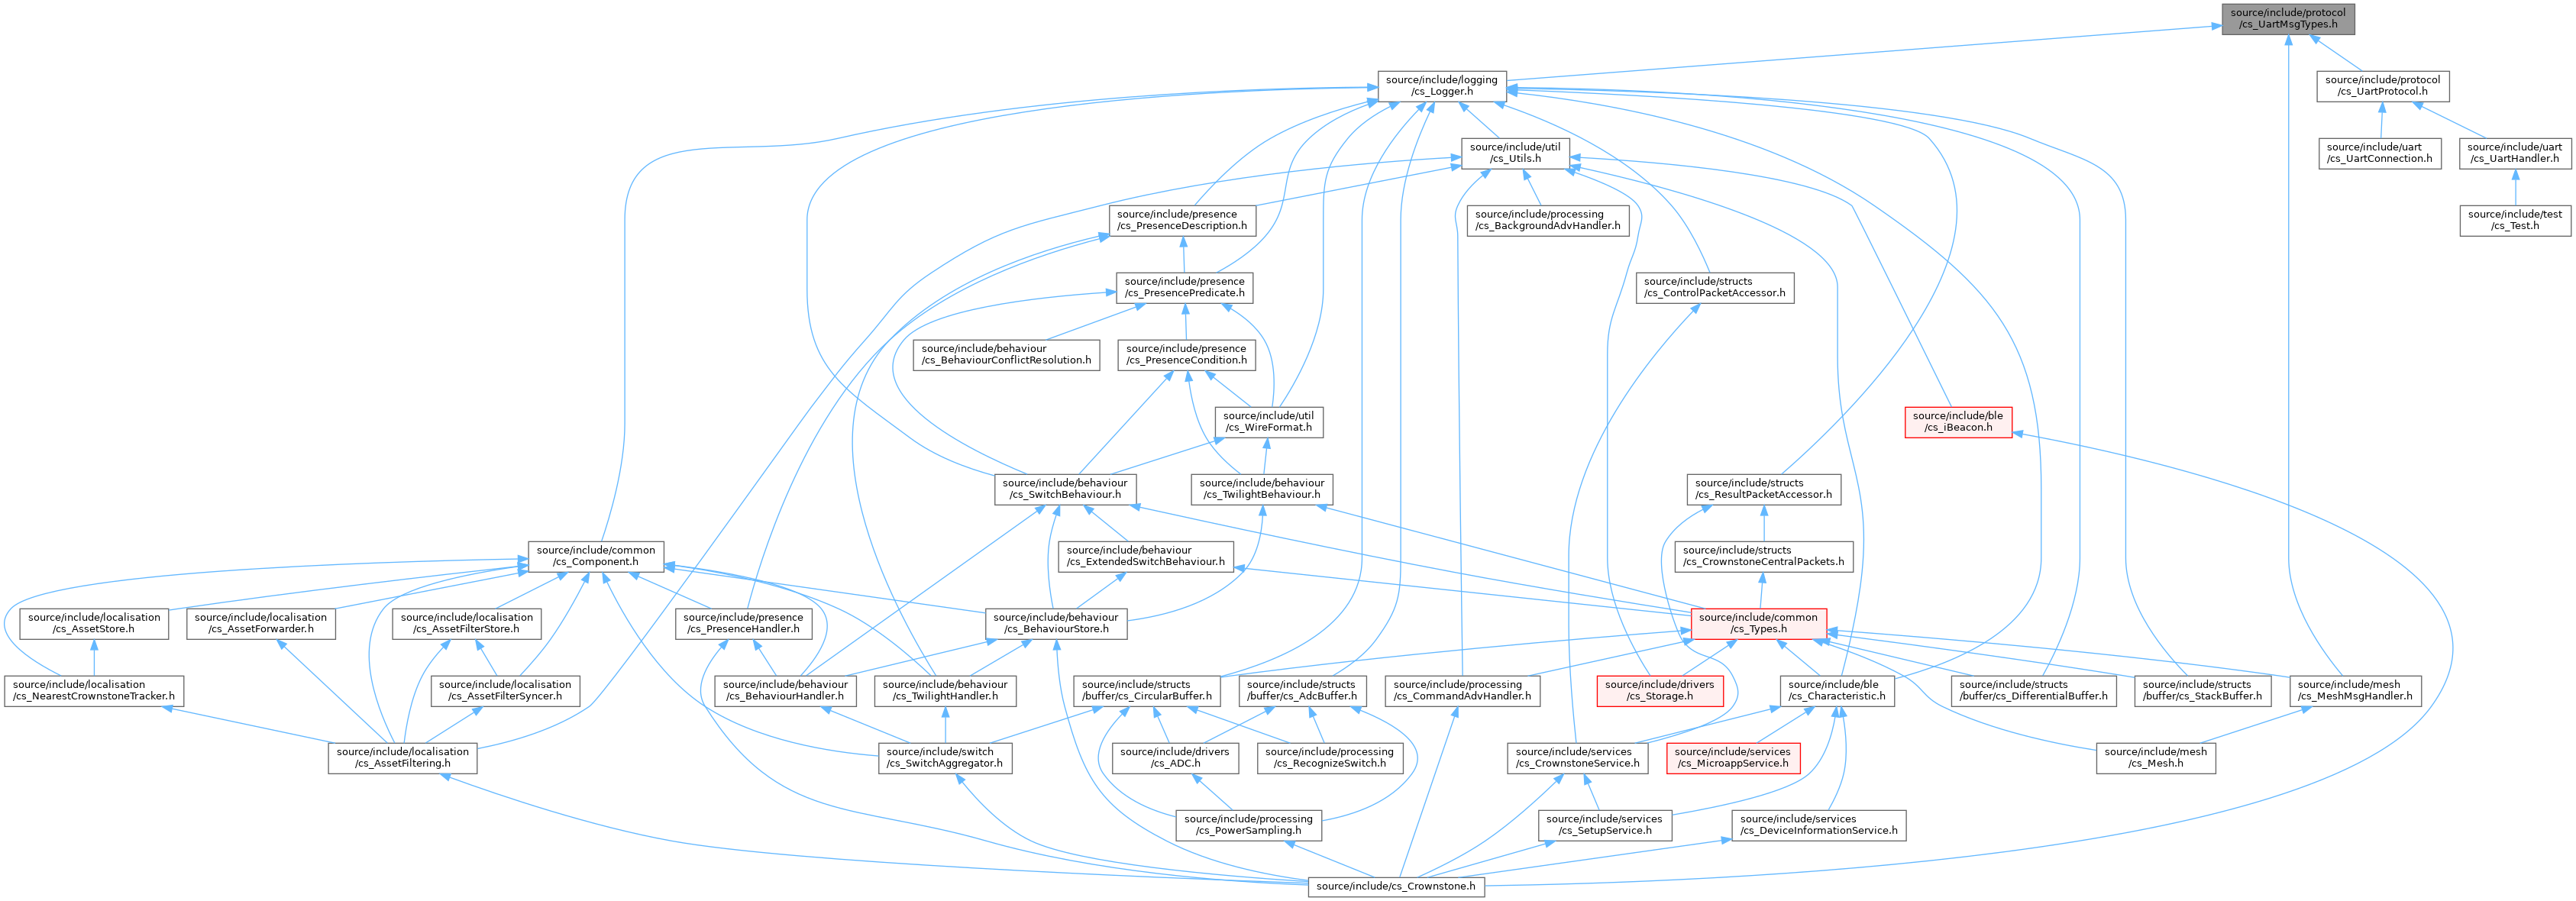 source/include/protocol
/cs_UartMsgTypes.h
source/include/logging
/cs_Logger.h
source/include/protocol
/cs_UartProtocol.h
source/include/util
/cs_Utils.h
source/include/uart
/cs_UartConnection.h
source/include/uart
/cs_UartHandler.h
source/include/presence
/cs_PresenceDescription.h
source/include/processing
/cs_BackgroundAdvHandler.h
source/include/test
/cs_Test.h
source/include/presence
/cs_PresencePredicate.h
source/include/structs
/cs_ControlPacketAccessor.h
source/include/behaviour
/cs_BehaviourConflictResolution.h
source/include/presence
/cs_PresenceCondition.h
source/include/util
/cs_WireFormat.h
source/include/ble
/cs_iBeacon.h
source/include/behaviour
/cs_SwitchBehaviour.h
source/include/behaviour
/cs_TwilightBehaviour.h
source/include/structs
/cs_ResultPacketAccessor.h
source/include/common
/cs_Component.h
source/include/behaviour
/cs_ExtendedSwitchBehaviour.h
source/include/structs
/cs_CrownstoneCentralPackets.h
source/include/localisation
/cs_AssetStore.h
source/include/localisation
/cs_AssetForwarder.h
source/include/localisation
/cs_AssetFilterStore.h
source/include/presence
/cs_PresenceHandler.h
source/include/behaviour
/cs_BehaviourStore.h
source/include/common
/cs_Types.h
source/include/localisation
/cs_NearestCrownstoneTracker.h
source/include/localisation
/cs_AssetFilterSyncer.h
source/include/behaviour
/cs_BehaviourHandler.h
source/include/behaviour
/cs_TwilightHandler.h
source/include/structs
/buffer/cs_CircularBuffer.h
source/include/structs
/buffer/cs_AdcBuffer.h
source/include/processing
/cs_CommandAdvHandler.h
source/include/drivers
/cs_Storage.h
source/include/ble
/cs_Characteristic.h
source/include/structs
/buffer/cs_DifferentialBuffer.h
source/include/structs
/buffer/cs_StackBuffer.h
source/include/mesh
/cs_MeshMsgHandler.h
source/include/localisation
/cs_AssetFiltering.h
source/include/switch
/cs_SwitchAggregator.h
source/include/drivers
/cs_ADC.h
source/include/processing
/cs_RecognizeSwitch.h
source/include/services
/cs_CrownstoneService.h
source/include/services
/cs_MicroappService.h
source/include/mesh
/cs_Mesh.h
source/include/processing
/cs_PowerSampling.h
source/include/services
/cs_SetupService.h
source/include/services
/cs_DeviceInformationService.h
source/include/cs_Crownstone.h